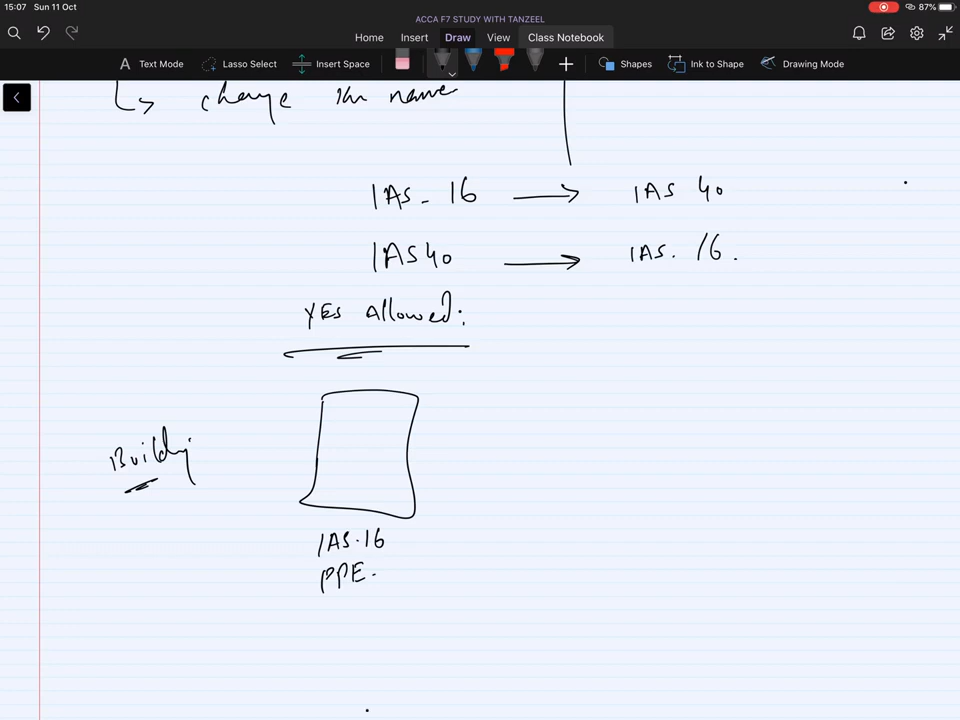 15:07 Sun 11 Oct
87%
ACCA F7 STUDY WITH TANZEEL
Home Insert Draw View Class Notebook
Text Mode Lasso Select Insert Space Shapes Ink to Shape Drawing Mode
change the name
IAS - 16 → IAS 40
IAS 40 → IAS. 16.
YES Allowed:
Building
IAS.16
PPE.